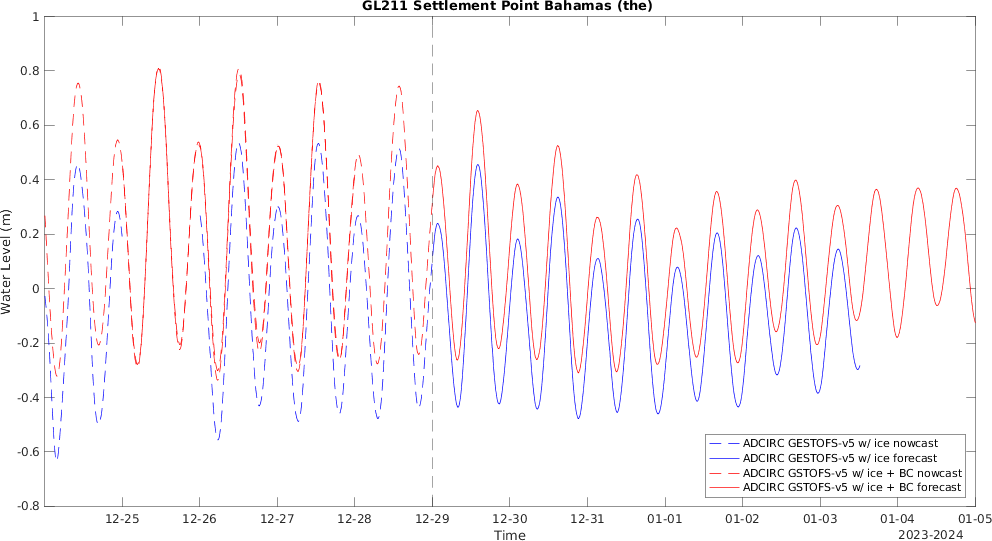 GL211 Settlement Point Bahamas (the)
1
0.8
0.6
0.4
0.2
0
-0.2
-0.4
-0.6
-0.8
Water Level (m)
ADCIRC GESTOFS-v5 w/ ice nowcast
ADCIRC GESTOFS-v5 w/ ice forecast
ADCIRC GSTOFS-v5 w/ ice + BC nowcast
ADCIRC GSTOFS-v5 w/ ice + BC forecast
12-25 12-26 12-27 12-28 12-29 12-30 12-31 01-01 01-02 01-03 01-04 01-05
Time
2023-2024